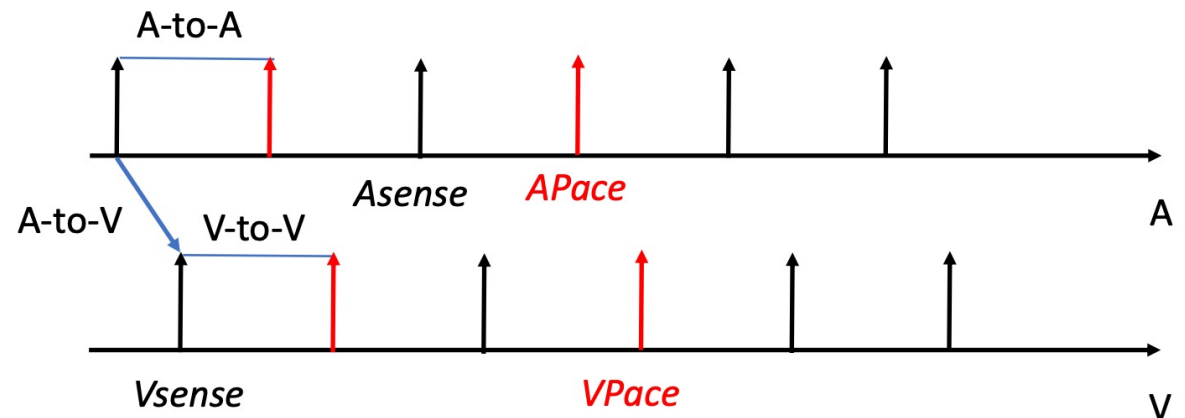 A-to-A
Asense
APace
A
A-to-V
V-to-V
Vsense
VPace
V